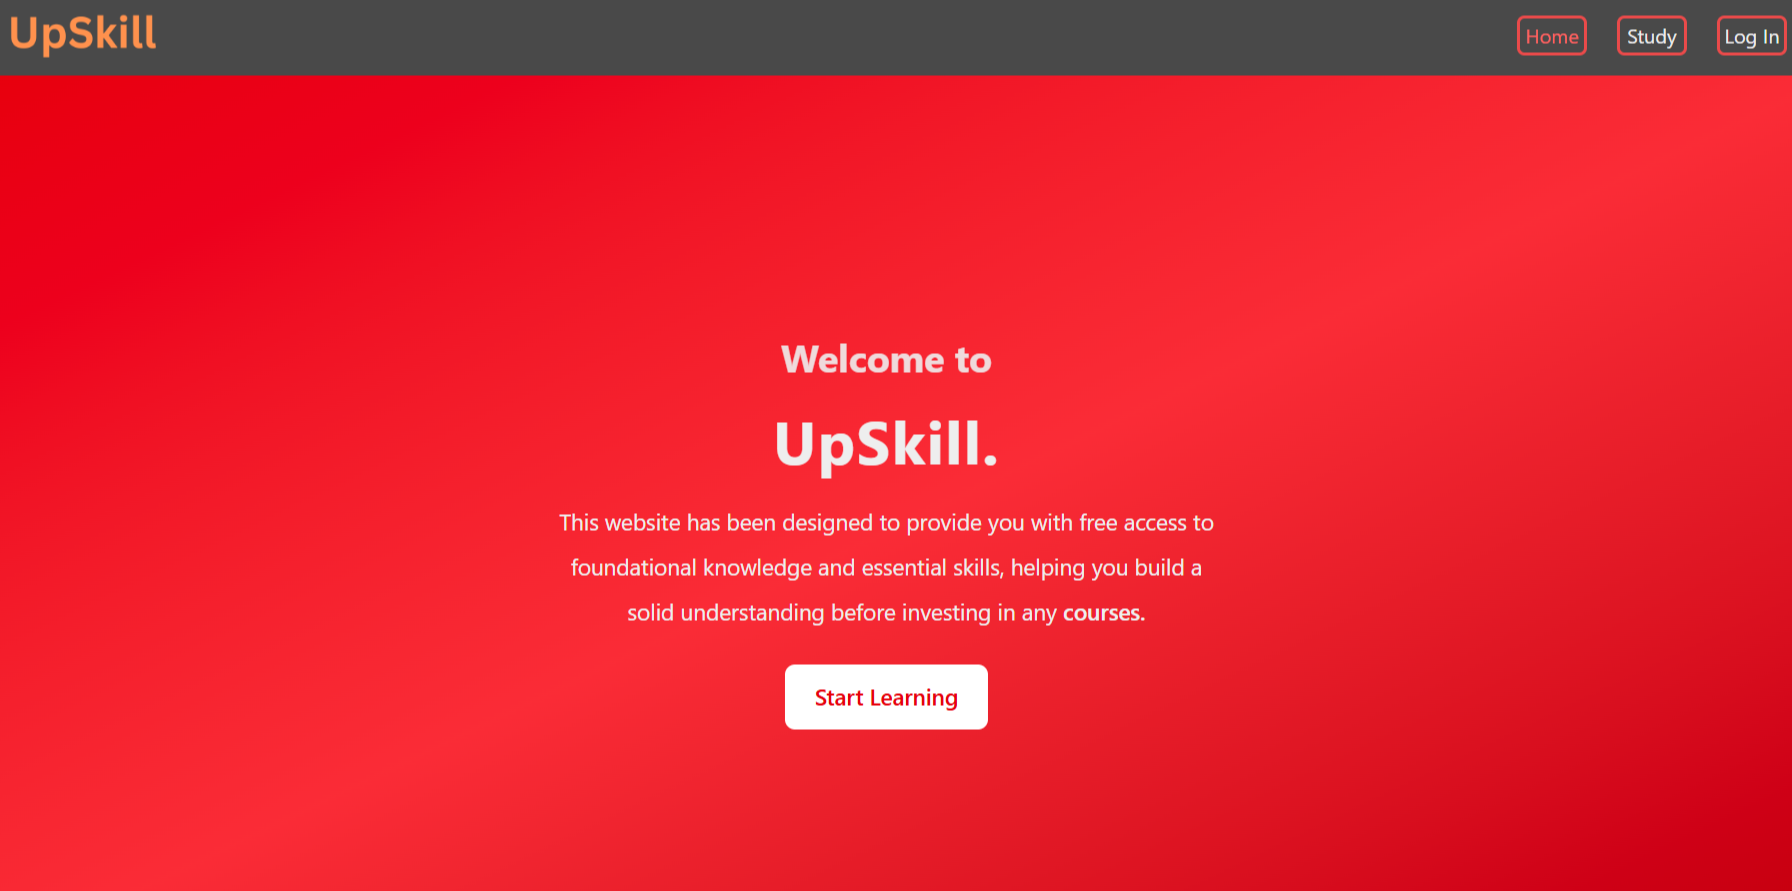 UpSkill
Home
Study
Log In
Welcome to
UpSkill.
This website has been designed to provide you with free access to
foundational knowledge and essential skills, helping you build a
solid understanding before investing in any courses.
Start Learning